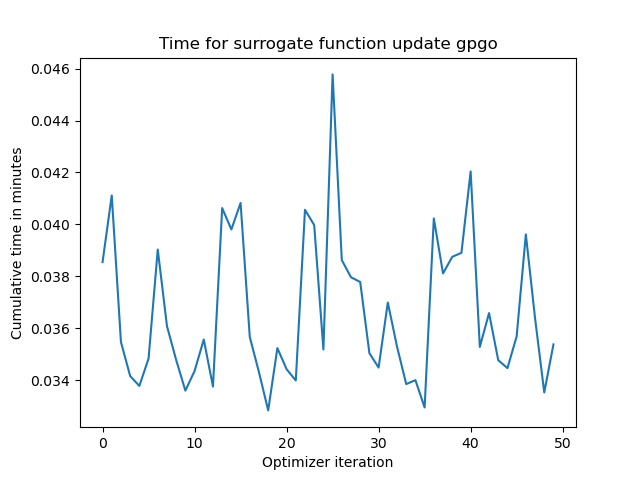 Time for surrogate function update gpgo
Cumulative time in minutes
0.046
0.044
0.042
0.040
0.038
0.036
0.034
0 10 20 30 40 50
Optimizer iteration